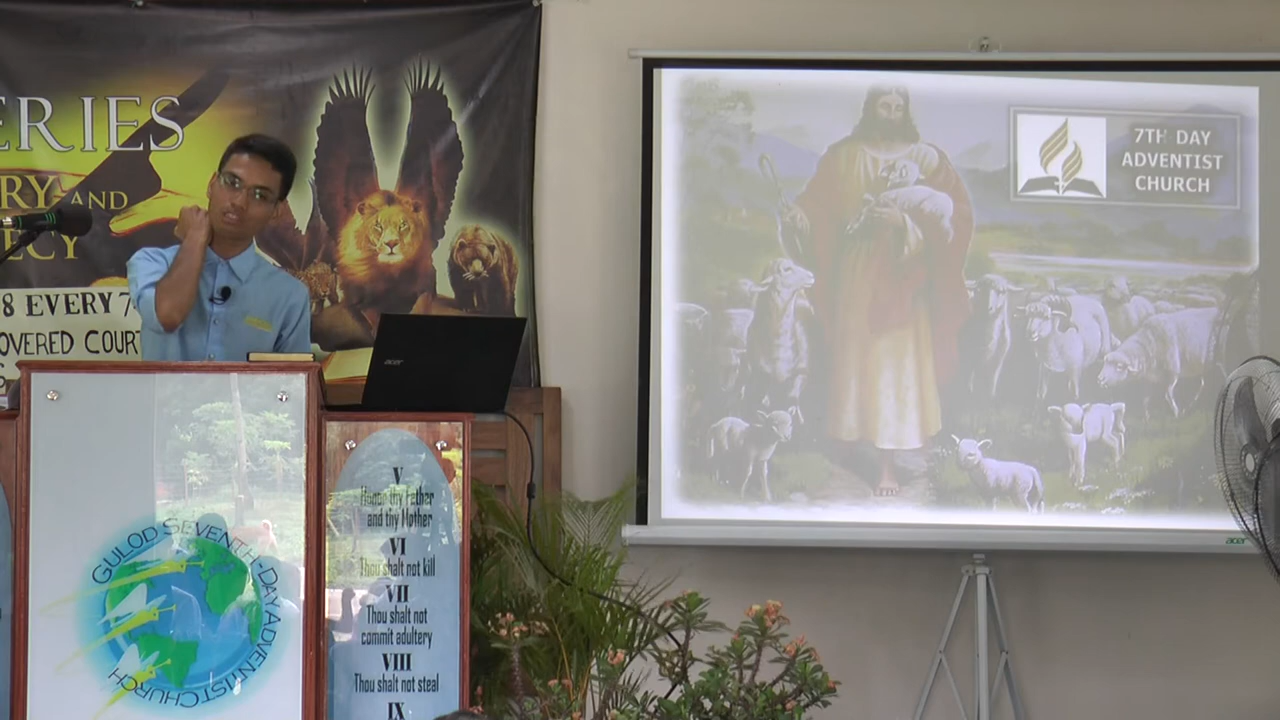 ERIES
RY AND
ECY
8 EVERY 7
OVERED COURT
7TH DAY
ADVENTIST
CHURCH
acer
acer
GULOD SEVENTH-DAY ADVENTIST CHURCH
V
Honor thy Father
and thy Mother
VI
Thou shalt not kill
VII
Thou shalt not
commit adultery
VIII
Thou shalt not steal
IX